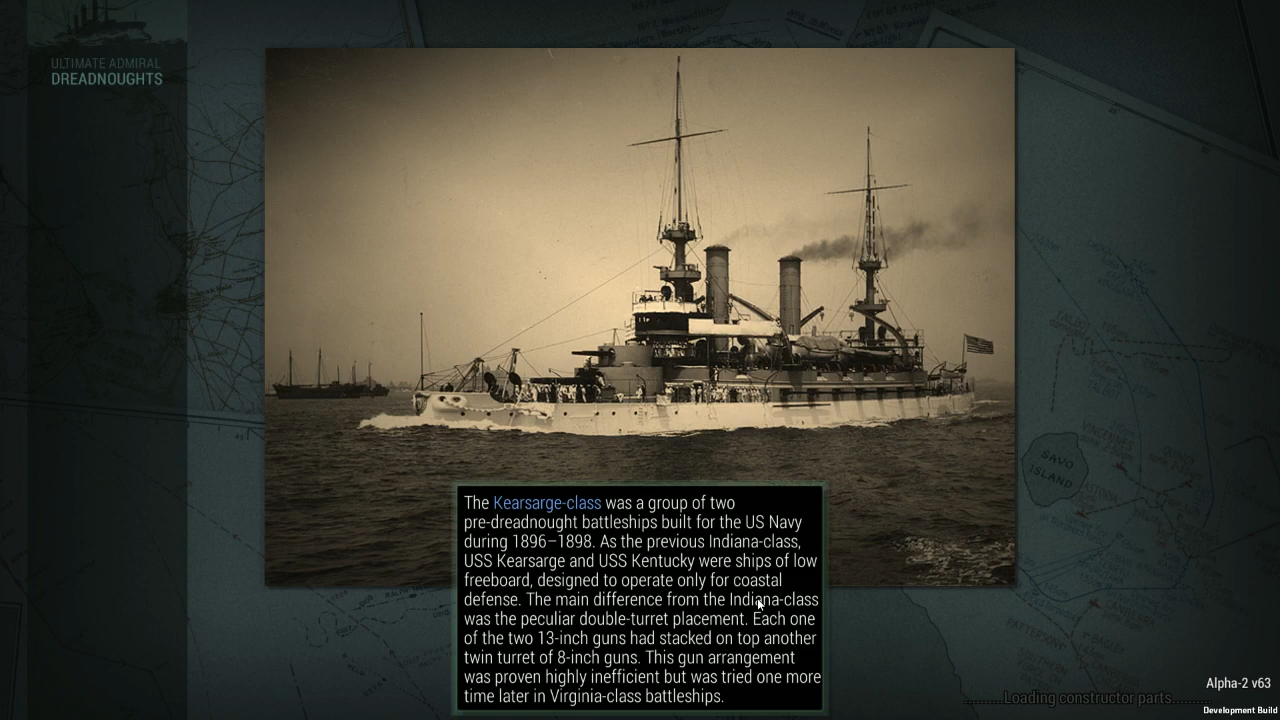 ULTIMATE ADMIRAL
DREADNOUGHTS
The Kearsarge-class was a group of two
pre-dreadnought battleships built for the US Navy
during 1896–1898. As the previous Indiana-class,
USS Kearsarge and USS Kentucky were ships of low
freeboard, designed to operate only for coastal
defense. The main difference from the Indiana-class
was the peculiar double-turret placement. Each one
of the two 13-inch guns had stacked on top another
twin turret of 8-inch guns. This gun arrangement
was proven highly inefficient but was tried one more
time later in Virginia-class battleships.
SAVO
ISLAND
Alpha-2 v63
Loading constructor parts
Development Build